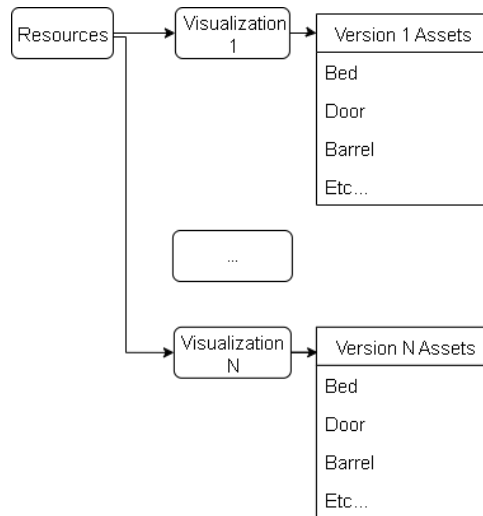 Resources
Visualization
1
Version 1 Assets
Bed
Door
Barrel
Etc...
...
Visualization
N
Version N Assets
Bed
Door
Barrel
Etc...